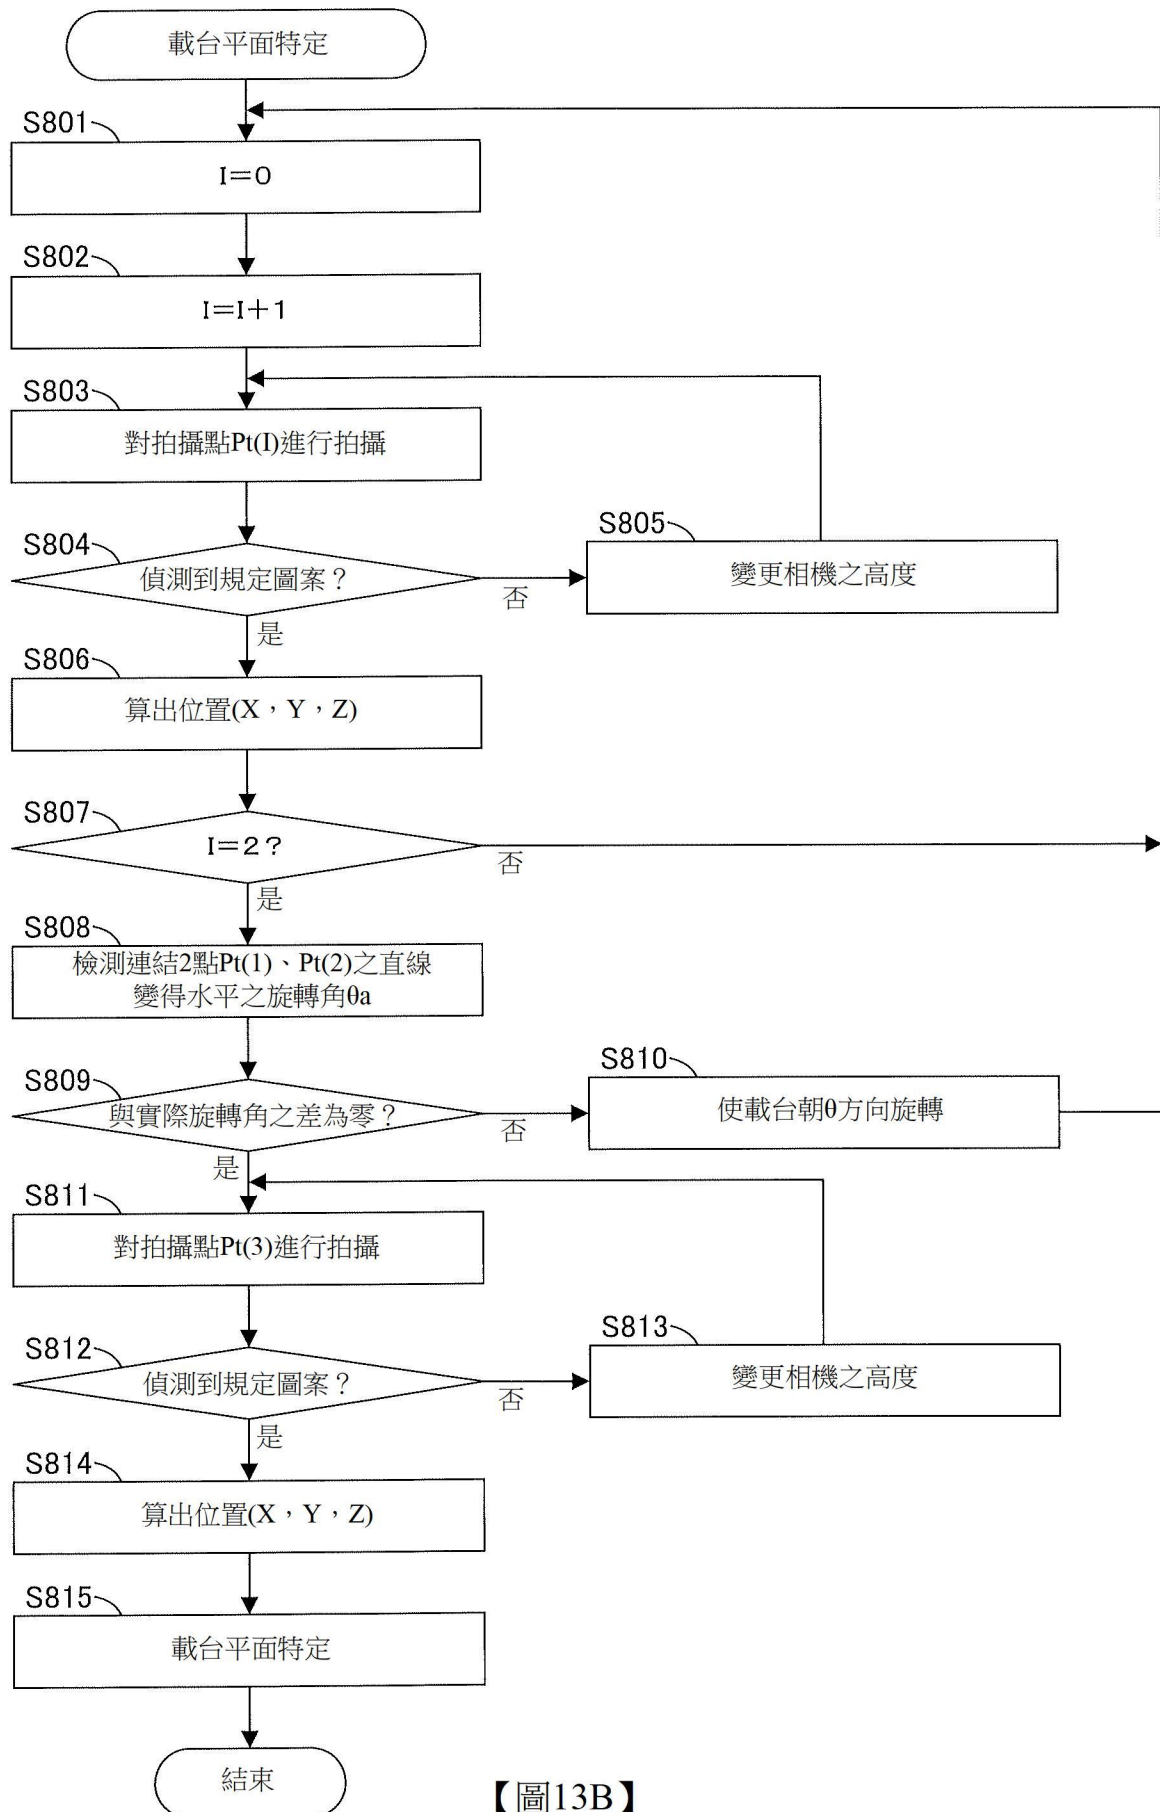 載台平面特定
S801
I=0
S802
I=I+1
S803
對拍攝點Pt(I)進行拍攝
S804
偵測到規定圖案？
否
是
S805
變更相機之高度
S806
算出位置(X，Y，Z)
S807
I=2？
否
是
S808
檢測連結2點Pt(1)、Pt(2)之直線
變得水平之旋轉角θa
S809
與實際旋轉角之差為零？
否
是
S810
使載台朝θ方向旋轉
S811
對拍攝點Pt(3)進行拍攝
S812
偵測到規定圖案？
否
是
S813
變更相機之高度
S814
算出位置(X，Y，Z)
S815
載台平面特定
結束
【圖13B】